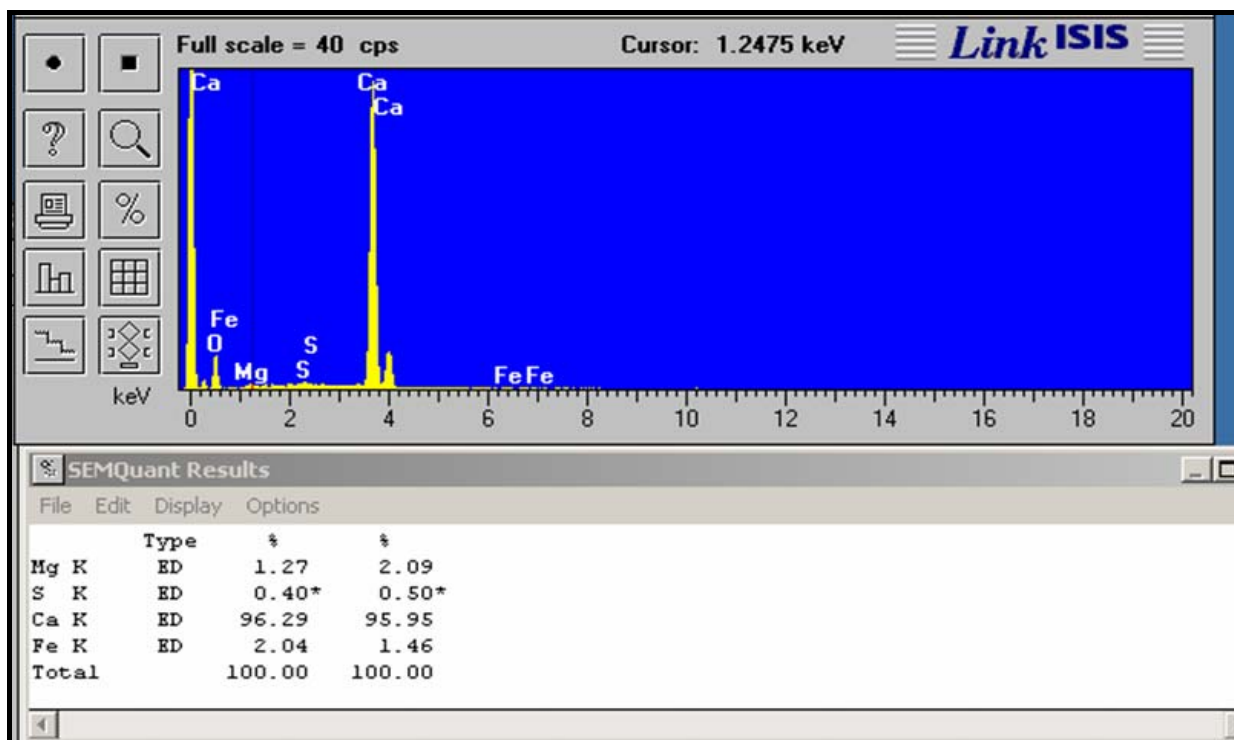 Full scale = 40 cps Cursor: 1.2475 keV Link ISIS
Ca Ca
Ca
? 
%
Fe
O S
Mg S Fe Fe
keV 0 2 4 6 8 10 12 14 16 18 20
SEMQuant Results
File Edit Display Options
Type % %
Mg K ED 1.27 2.09
S K ED 0.40* 0.50*
Ca K ED 96.29 95.95
Fe K ED 2.04 1.46
Total 100.00 100.00